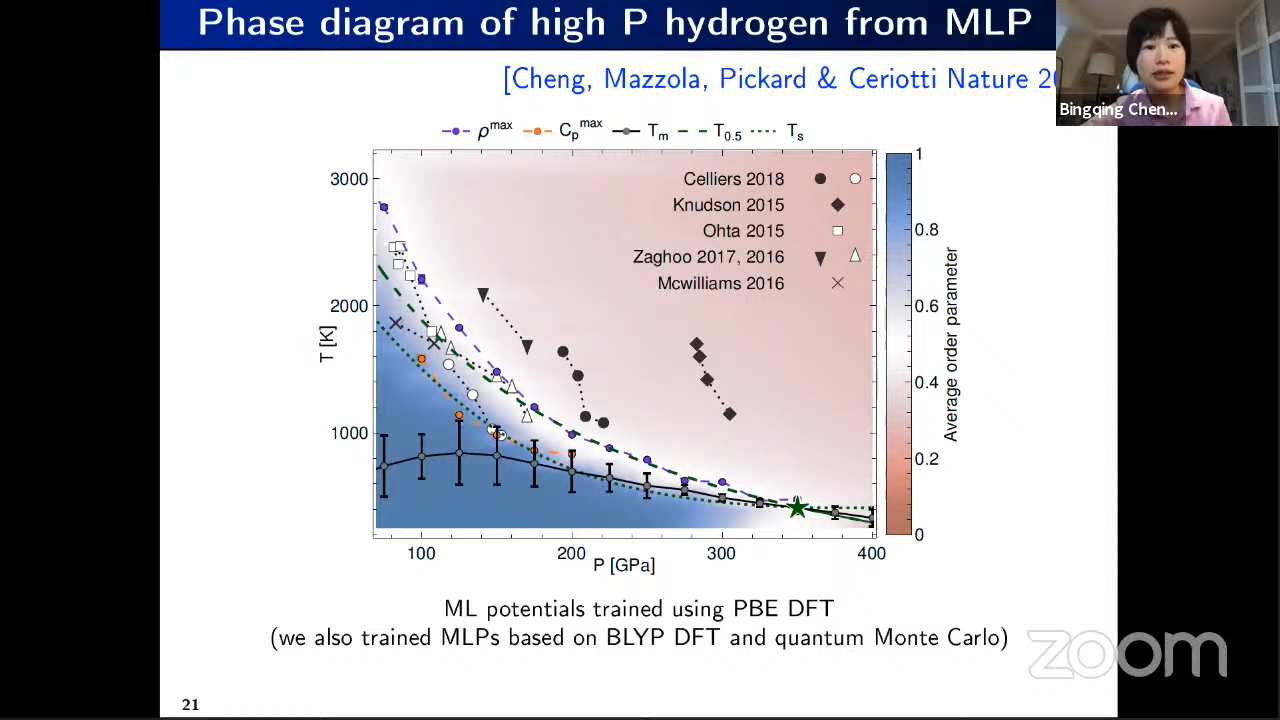 Phase diagram of high P hydrogen from MLP
[Cheng, Mazzola, Pickard & Ceriotti Nature 20
Bingqing Chen...
ρmax Cpmax Tm T0.5 Ts
3000
2000
1000
T [K]
Celliers 2018
Knudson 2015
Ohta 2015
Zaghoo 2017, 2016
Mcwilliams 2016
100 200 300 400
P [GPa]
1
0.8
0.6
0.4
0.2
0
Average order parameter
ML potentials trained using PBE DFT
(we also trained MLPs based on BLYP DFT and quantum Monte Carlo)
zoom
21